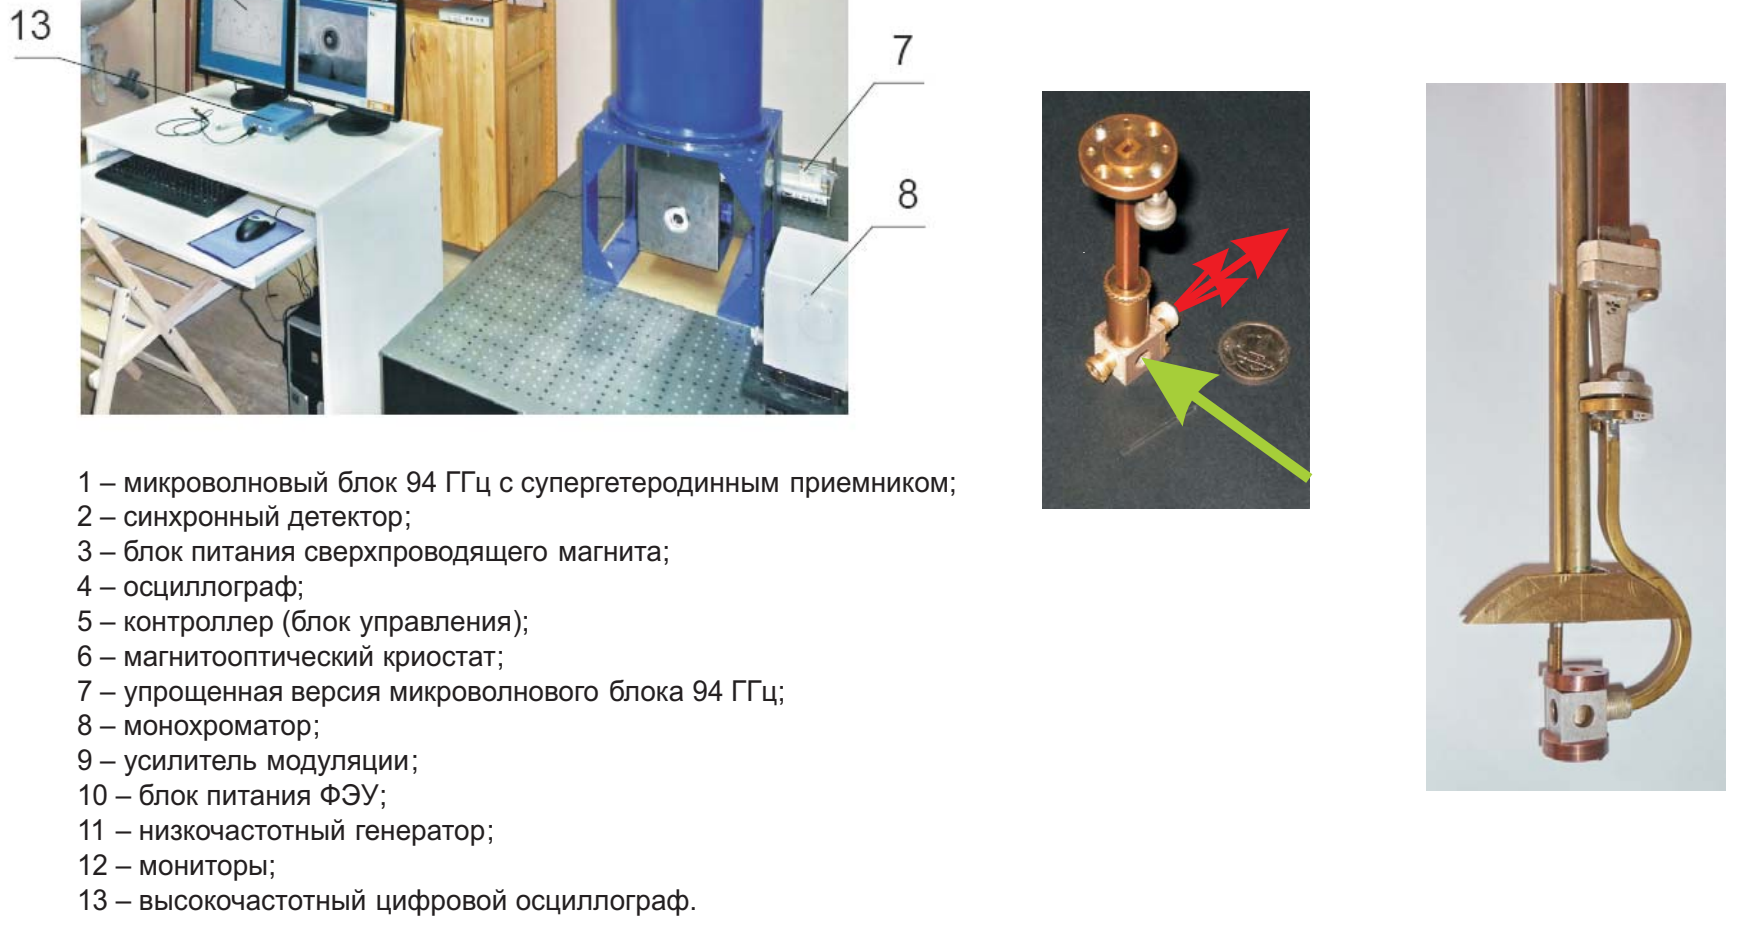 13
7
8
1 – микроволновый блок 94 ГГц с супергетеродинным приемником;
2 – синхронный детектор;
3 – блок питания сверхпроводящего магнита;
4 – осциллограф;
5 – контроллер (блок управления);
6 – магнитооптический криостат;
7 – упрощенная версия микроволнового блока 94 ГГц;
8 – монохроматор;
9 – усилитель модуляции;
10 – блок питания ФЭУ;
11 – низкочастотный генератор;
12 – мониторы;
13 – высокочастотный цифровой осциллограф.